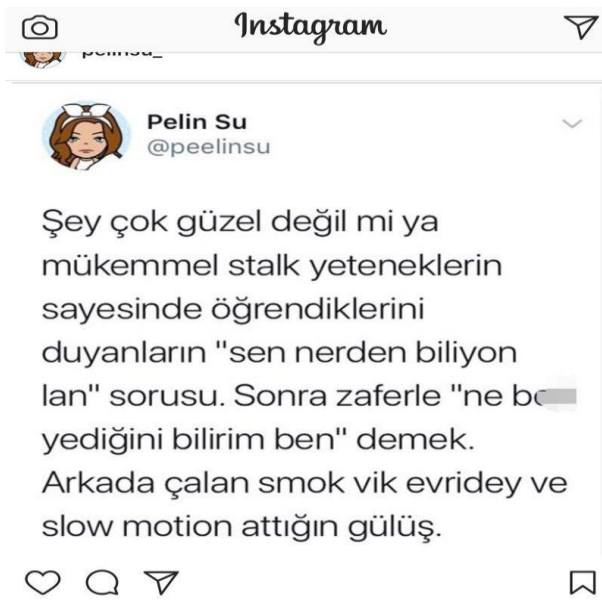 Instagram
pelinsu_
Pelin Su
@peelinsu
Şey çok güzel değil mi ya
mükemmel stalk yeteneklerin
sayesinde öğrendiklerini
duyanların "sen nerden biliyon
lan" sorusu. Sonra zaferle "ne
yediğini bilirim ben" demek.
Arkada çalan smok vik evridey ve
slow motion attığın gülüş.